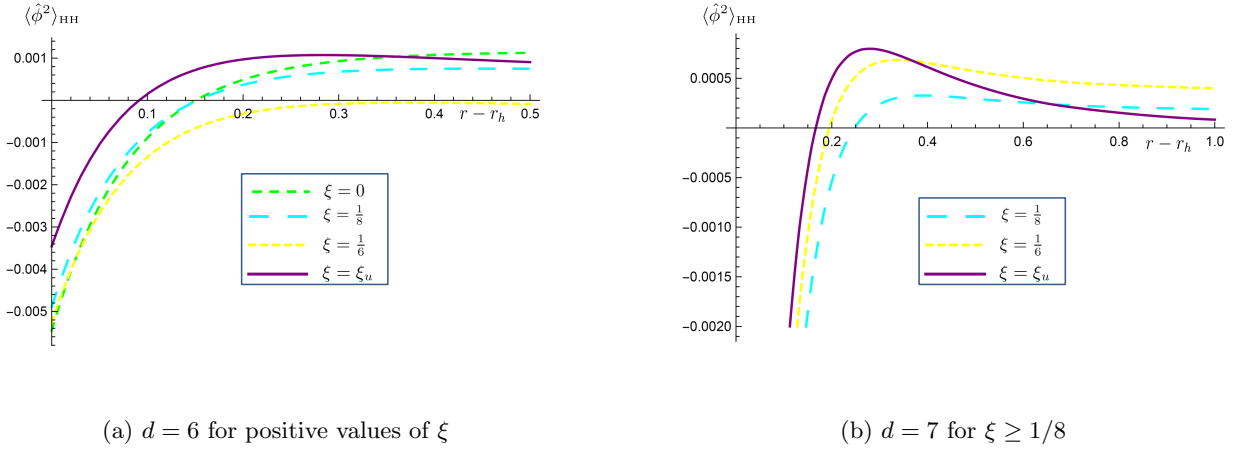 ⟨ϕ̂²⟩HH
0.001
0.1 0.2 0.3 0.4 0.5
r − rh
−0.001
−0.002
−0.003
−0.004
−0.005
ξ = 0
ξ = 1/8
ξ = 1/6
ξ = ξu
(a) d = 6 for positive values of ξ
⟨ϕ̂²⟩HH
0.0005
0.2 0.4 0.6 0.8 1.0
r − rh
−0.0005
−0.0010
−0.0015
−0.0020
ξ = 1/8
ξ = 1/6
ξ = ξu
(b) d = 7 for ξ ≥ 1/8